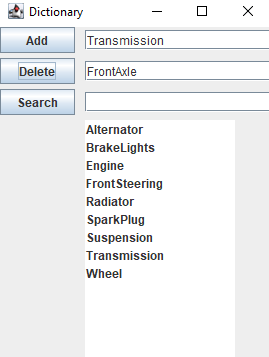 Dictionary
Add Transmission
Delete FrontAxle
Search
Alternator
BrakeLights
Engine
FrontSteering
Radiator
SparkPlug
Suspension
Transmission
Wheel